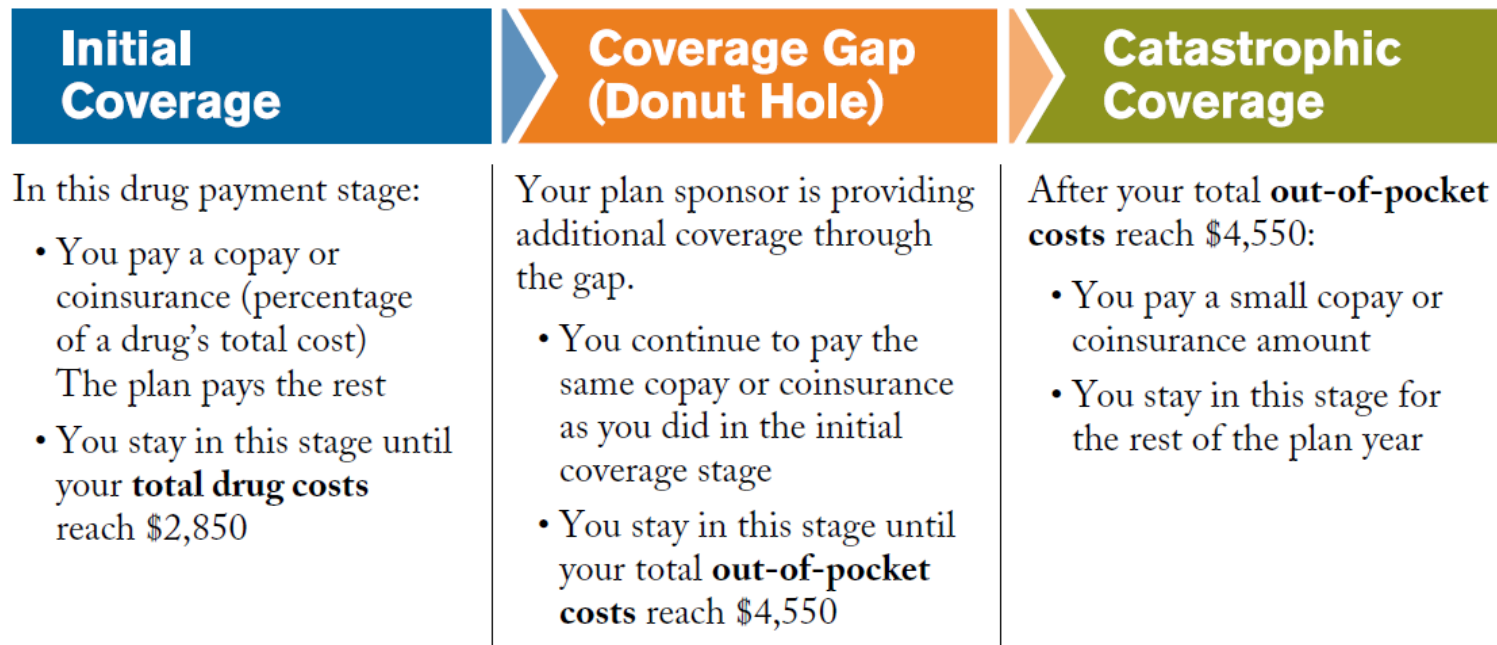 Initial
Coverage
Coverage Gap
(Donut Hole)
Catastrophic
Coverage
In this drug payment stage:
• You pay a copay or
coinsurance (percentage
of a drug’s total cost)
The plan pays the rest
• You stay in this stage until
your total drug costs
reach $2,850
Your plan sponsor is providing
additional coverage through
the gap.
• You continue to pay the
same copay or coinsurance
as you did in the initial
coverage stage
• You stay in this stage until
your total out-of-pocket
costs reach $4,550
After your total out-of-pocket
costs reach $4,550:
• You pay a small copay or
coinsurance amount
• You stay in this stage for
the rest of the plan year